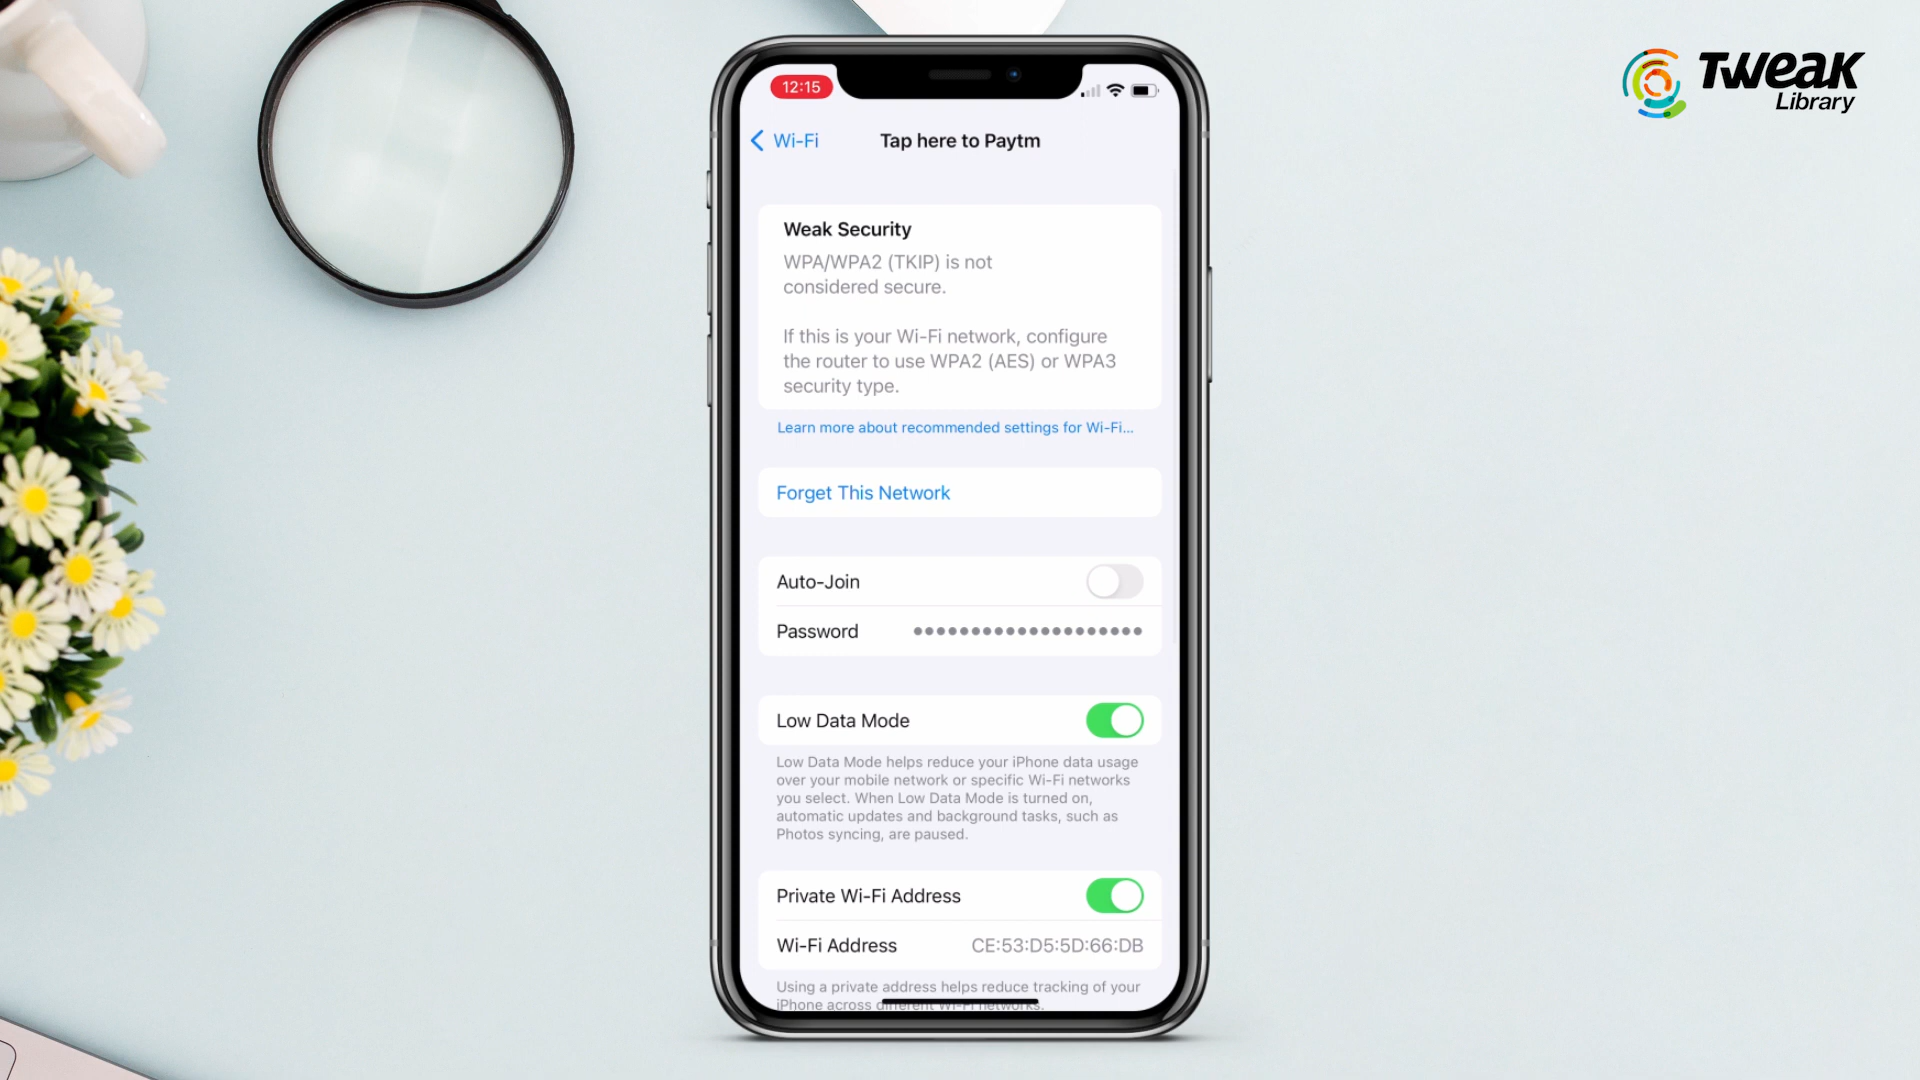 TWEAK
Library
12:15
Wi-Fi
Tap here to Paytm
Weak Security
WPA/WPA2 (TKIP) is not
considered secure.
If this is your Wi-Fi network, configure
the router to use WPA2 (AES) or WPA3
security type.
Learn more about recommended settings for Wi-Fi...
Forget This Network
Auto-Join
Password ••••••••••••••••••••
Low Data Mode
Low Data Mode helps reduce your iPhone data usage
over your mobile network or specific Wi-Fi networks
you select. When Low Data Mode is turned on,
automatic updates and background tasks, such as
Photos syncing, are paused.
Private Wi-Fi Address
Wi-Fi Address CE:53:D5:5D:66:DB
Using a private address helps reduce tracking of your
iPhone across different Wi-Fi networks.